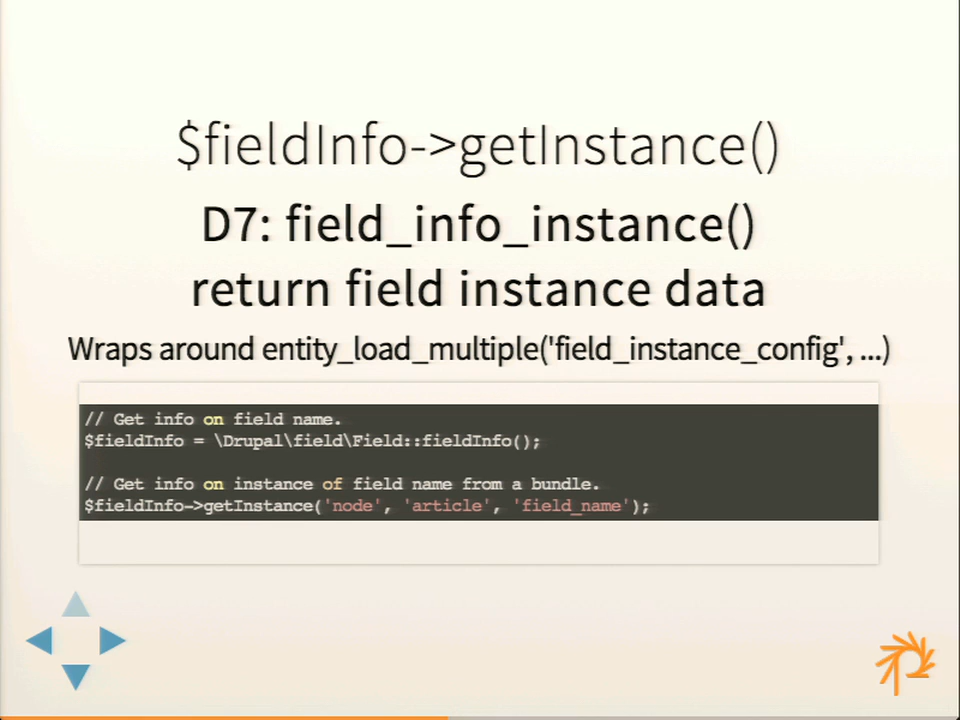 $fieldInfo->getInstance()
D7: field_info_instance()
return field instance data
Wraps around entity_load_multiple('field_instance_config', ...)
// Get info on field name.
$fieldInfo = \Drupal\field\Field::fieldInfo();
// Get info on instance of field name from a bundle.
$fieldInfo->getInstance('node', 'article', 'field_name');